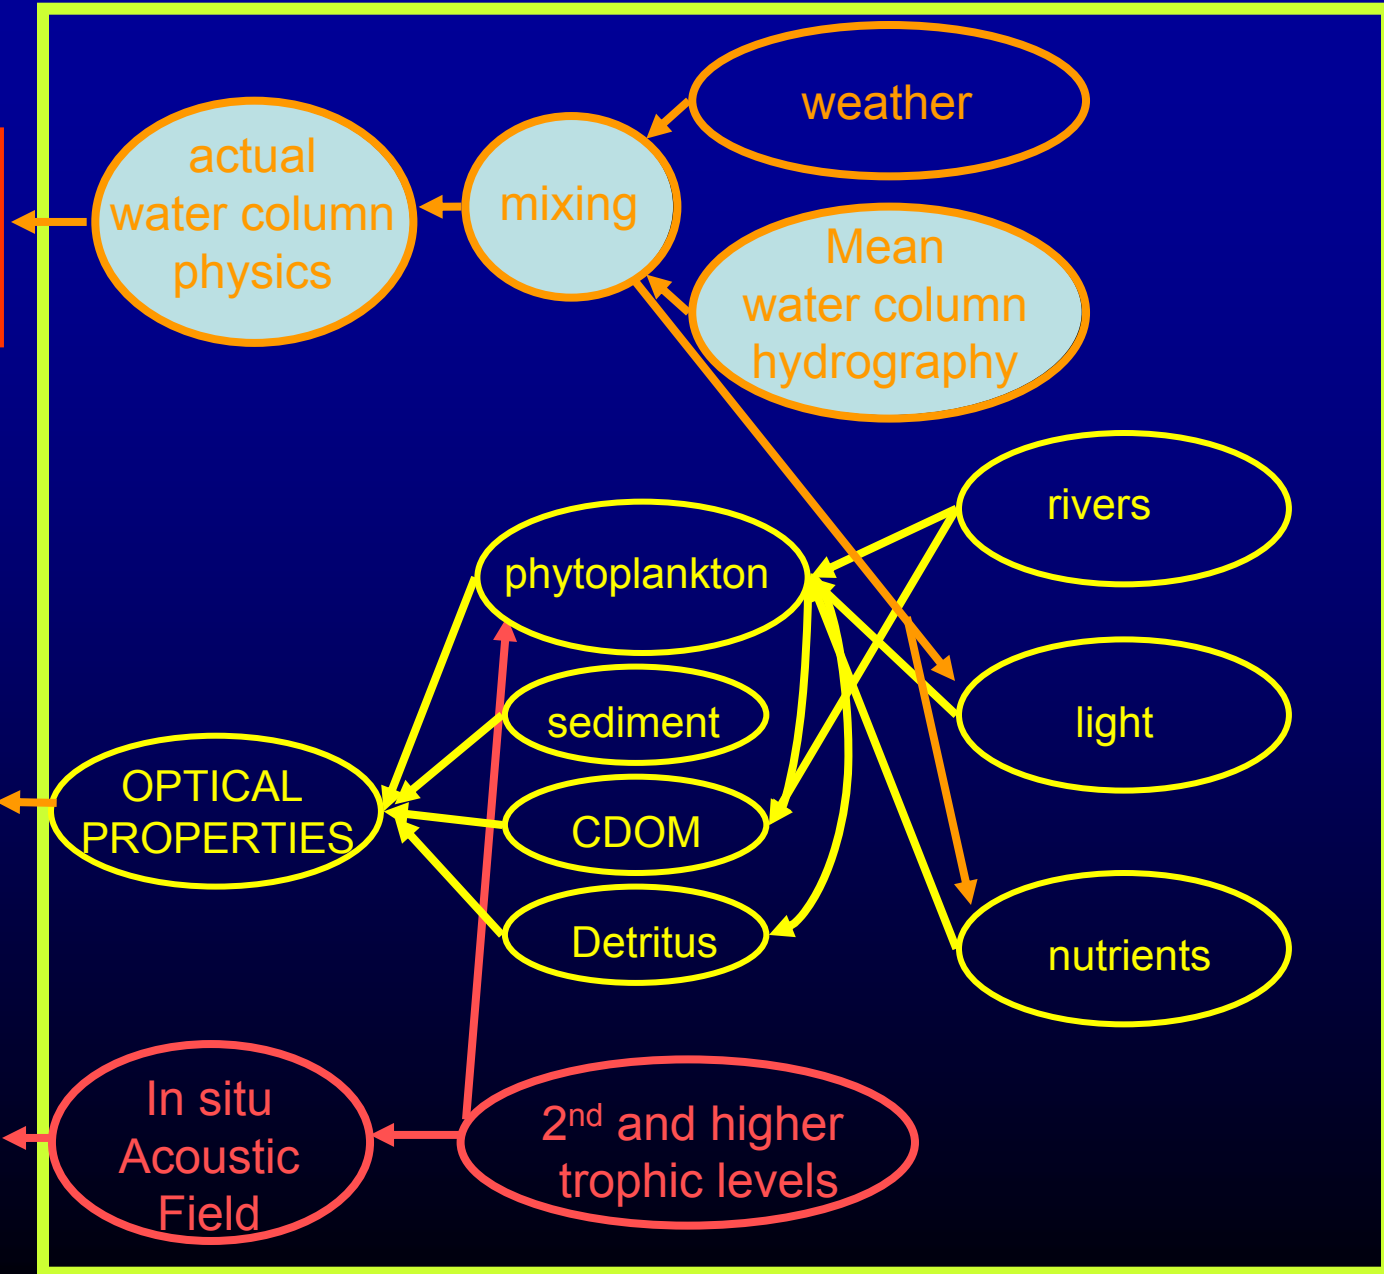 weather
actual
water column
physics
mixing
Mean
water column
hydrography
rivers
phytoplankton
sediment
light
OPTICAL
PROPERTIES
CDOM
Detritus
nutrients
In situ
Acoustic
Field
2nd and higher
trophic levels